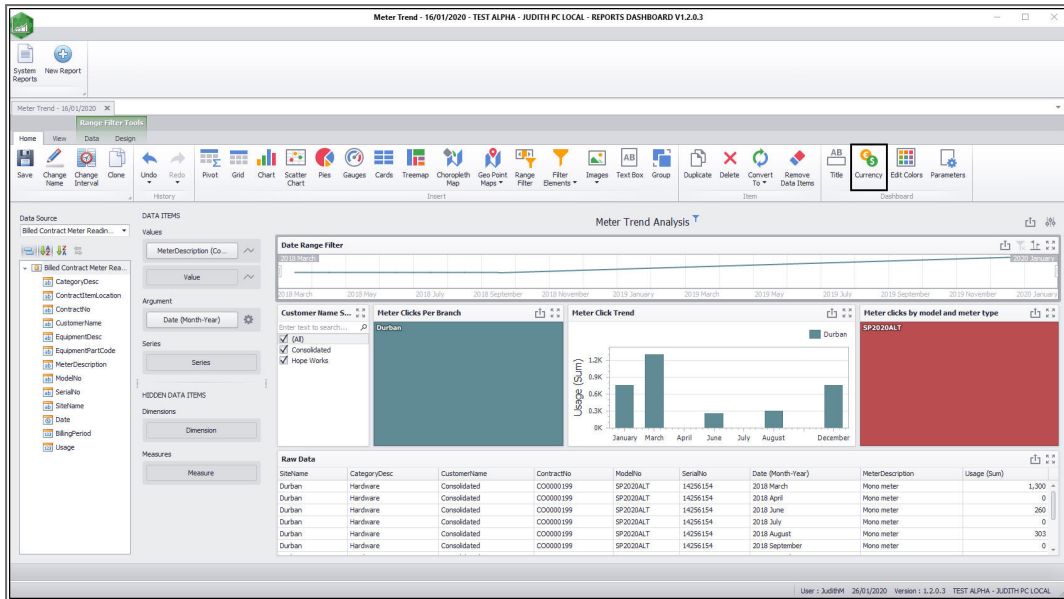 Meter Trend - 16/01/2020 - TEST ALPHA - JUDITH PC LOCAL - REPORTS DASHBOARD V1.2.0.3
System Reports
New Report
Meter Trend - 16/01/2020
Range Filter Tools
Home View Data Design
Save Change Name Change Interval Clone Undo Redo Pivot Grid Chart Scatter Chart Pies Gauges Cards Treemap Choropleth Map Geo Point Maps Range Filter Filter Elements Images Text Box Group Duplicate Delete Convert To Remove Data Items Title Currency Edit Colors Parameters
History Insert Item Dashboard
Data Source
Billed Contract Meter Readin...
Billed Contract Meter Rea...
CategoryDesc
ContractItemLocation
ContractNo
CustomerName
EquipmentDesc
EquipmentPartCode
MeterDescription
ModelNo
SerialNo
SiteName
Date
BillingPeriod
Usage
DATA ITEMS
Values
MeterDescription (Co...
Value
Argument
Date (Month-Year)
Series
Series
HIDDEN DATA ITEMS
Dimensions
Dimension
Measures
Measure
Meter Trend Analysis
Date Range Filter
2018 March 2020 January
2018 March 2018 May 2018 July 2018 September 2018 November 2019 January 2019 March 2019 May 2019 July 2019 September 2019 November 2020 January
Customer Name S...
Enter text to search...
(All)
Consolidated
Hope Works
Meter Clicks Per Branch
Durban
Meter Click Trend
Durban
Usage (Sum)
1.2K
0.9K
0.6K
0.3K
0K
January March April June July August December
Meter clicks by model and meter type
SP2020ALT
Raw Data
SiteName CategoryDesc CustomerName ContractNo ModelNo SerialNo Date (Month-Year) MeterDescription Usage (Sum)
Durban Hardware Consolidated CO0000199 SP2020ALT 14256154 2018 March Mono meter 1,300
Durban Hardware Consolidated CO0000199 SP2020ALT 14256154 2018 April Mono meter 0
Durban Hardware Consolidated CO0000199 SP2020ALT 14256154 2018 June Mono meter 260
Durban Hardware Consolidated CO0000199 SP2020ALT 14256154 2018 July Mono meter 0
Durban Hardware Consolidated CO0000199 SP2020ALT 14256154 2018 August Mono meter 303
Durban Hardware Consolidated CO0000199 SP2020ALT 14256154 2018 September Mono meter 0
User : JudithM 26/01/2020 Version : 1.2.0.3 TEST ALPHA - JUDITH PC LOCAL